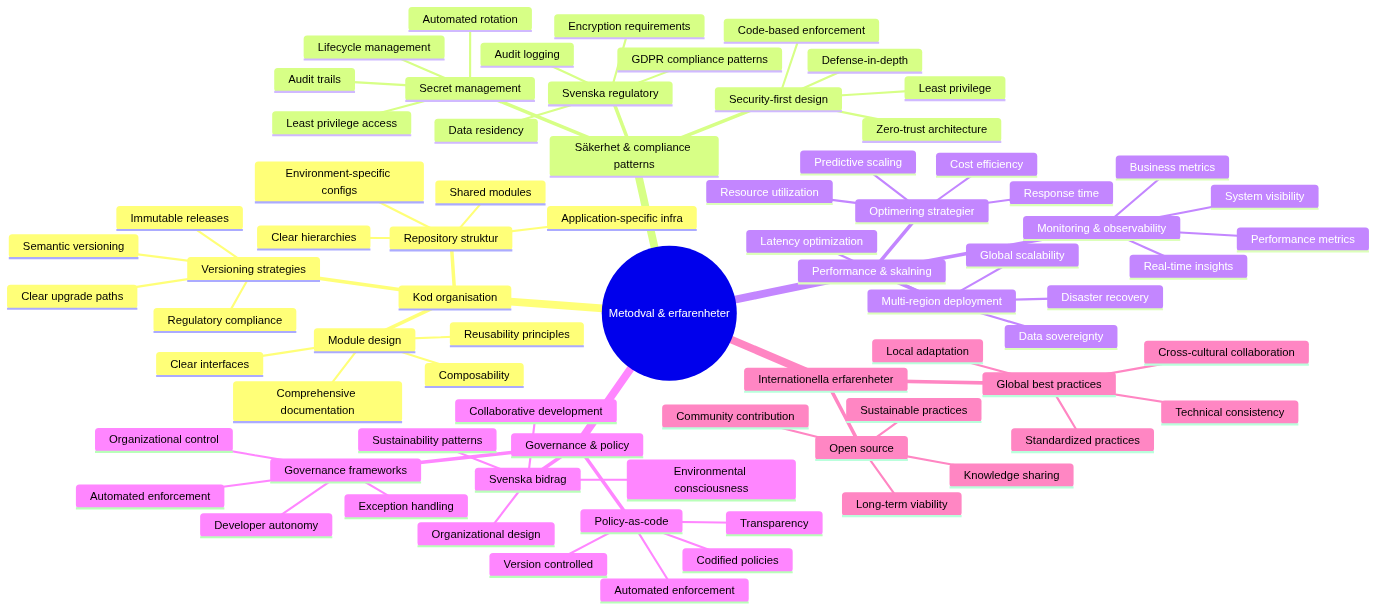 Metodval & erfarenheter
Säkerhet & compliance
patterns
Secret management
Automated rotation
Lifecycle management
Audit trails
Least privilege access
Svenska regulatory
Encryption requirements
Audit logging
GDPR compliance patterns
Data residency
Security-first design
Code-based enforcement
Defense-in-depth
Least privilege
Zero-trust architecture
Kod organisation
Repository struktur
Environment-specific
configs
Shared modules
Application-specific infra
Clear hierarchies
Versioning strategies
Immutable releases
Semantic versioning
Clear upgrade paths
Regulatory compliance
Module design
Reusability principles
Clear interfaces
Composability
Comprehensive
documentation
Performance & skalning
Optimering strategier
Predictive scaling
Cost efficiency
Resource utilization
Response time
Monitoring & observability
Business metrics
System visibility
Performance metrics
Real-time insights
Multi-region deployment
Latency optimization
Global scalability
Disaster recovery
Data sovereignty
Internationella erfarenheter
Global best practices
Local adaptation
Cross-cultural collaboration
Technical consistency
Standardized practices
Open source
Community contribution
Sustainable practices
Knowledge sharing
Long-term viability
Governance & policy
Governance frameworks
Organizational control
Automated enforcement
Developer autonomy
Exception handling
Svenska bidrag
Collaborative development
Sustainability patterns
Environmental
consciousness
Organizational design
Policy-as-code
Transparency
Codified policies
Version controlled
Automated enforcement